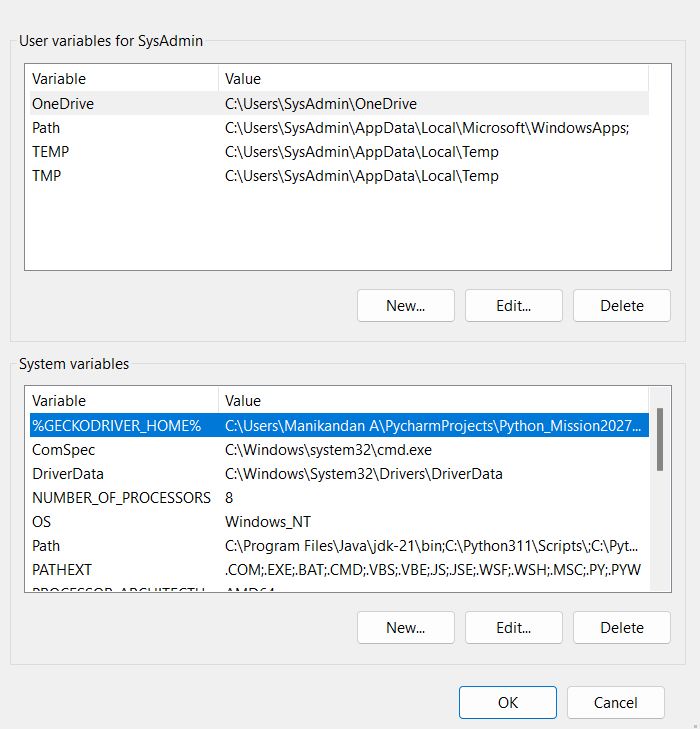 User variables for SysAdmin
Variable Value
OneDrive C:\Users\SysAdmin\OneDrive
Path C:\Users\SysAdmin\AppData\Local\Microsoft\WindowsApps;
TEMP C:\Users\SysAdmin\AppData\Local\Temp
TMP C:\Users\SysAdmin\AppData\Local\Temp
New... Edit... Delete
System variables
Variable Value
%GECKODRIVER_HOME% C:\Users\Manikandan A\PycharmProjects\Python_Mission2027...
ComSpec C:\Windows\system32\cmd.exe
DriverData C:\Windows\System32\Drivers\DriverData
NUMBER_OF_PROCESSORS 8
OS Windows_NT
Path C:\Program Files\Java\jdk-21\bin;C:\Python311\Scripts\;C:\Pyt...
PATHEXT .COM;.EXE;.BAT;.CMD;.VBS;.VBE;JS;JSE;.WSF;.WSH;.MSC;.PY;.PYW
PROCESSOR_ARCHITECTU AMD64
New... Edit... Delete
OK Cancel